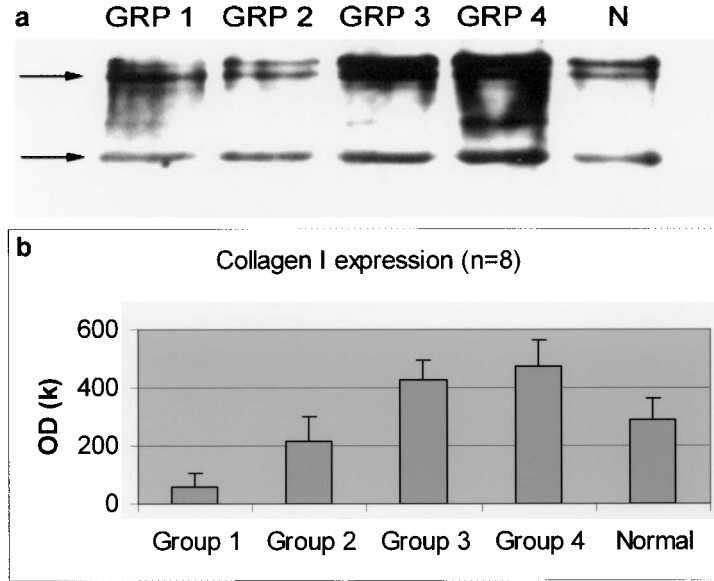 a GRP 1 GRP 2 GRP 3 GRP 4 N
b
Collagen I expression (n=8)
600
400
200
0
OD (k)
Group 1 Group 2 Group 3 Group 4 Normal